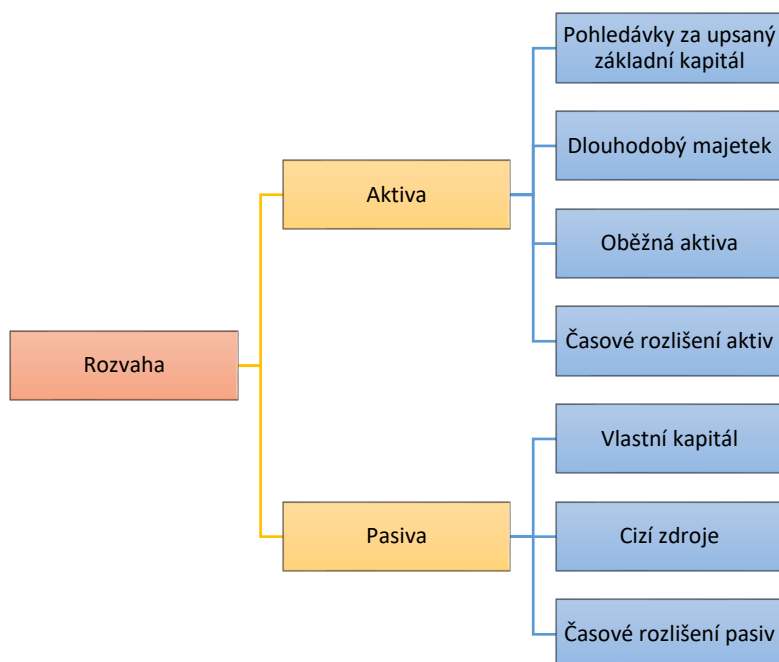 Rozvaha
Aktiva
Pohledávky za upsaný
základní kapitál
Dlouhodobý majetek
Oběžná aktiva
Časové rozlišení aktiv
Pasiva
Vlastní kapitál
Cizí zdroje
Časové rozlišení pasiv